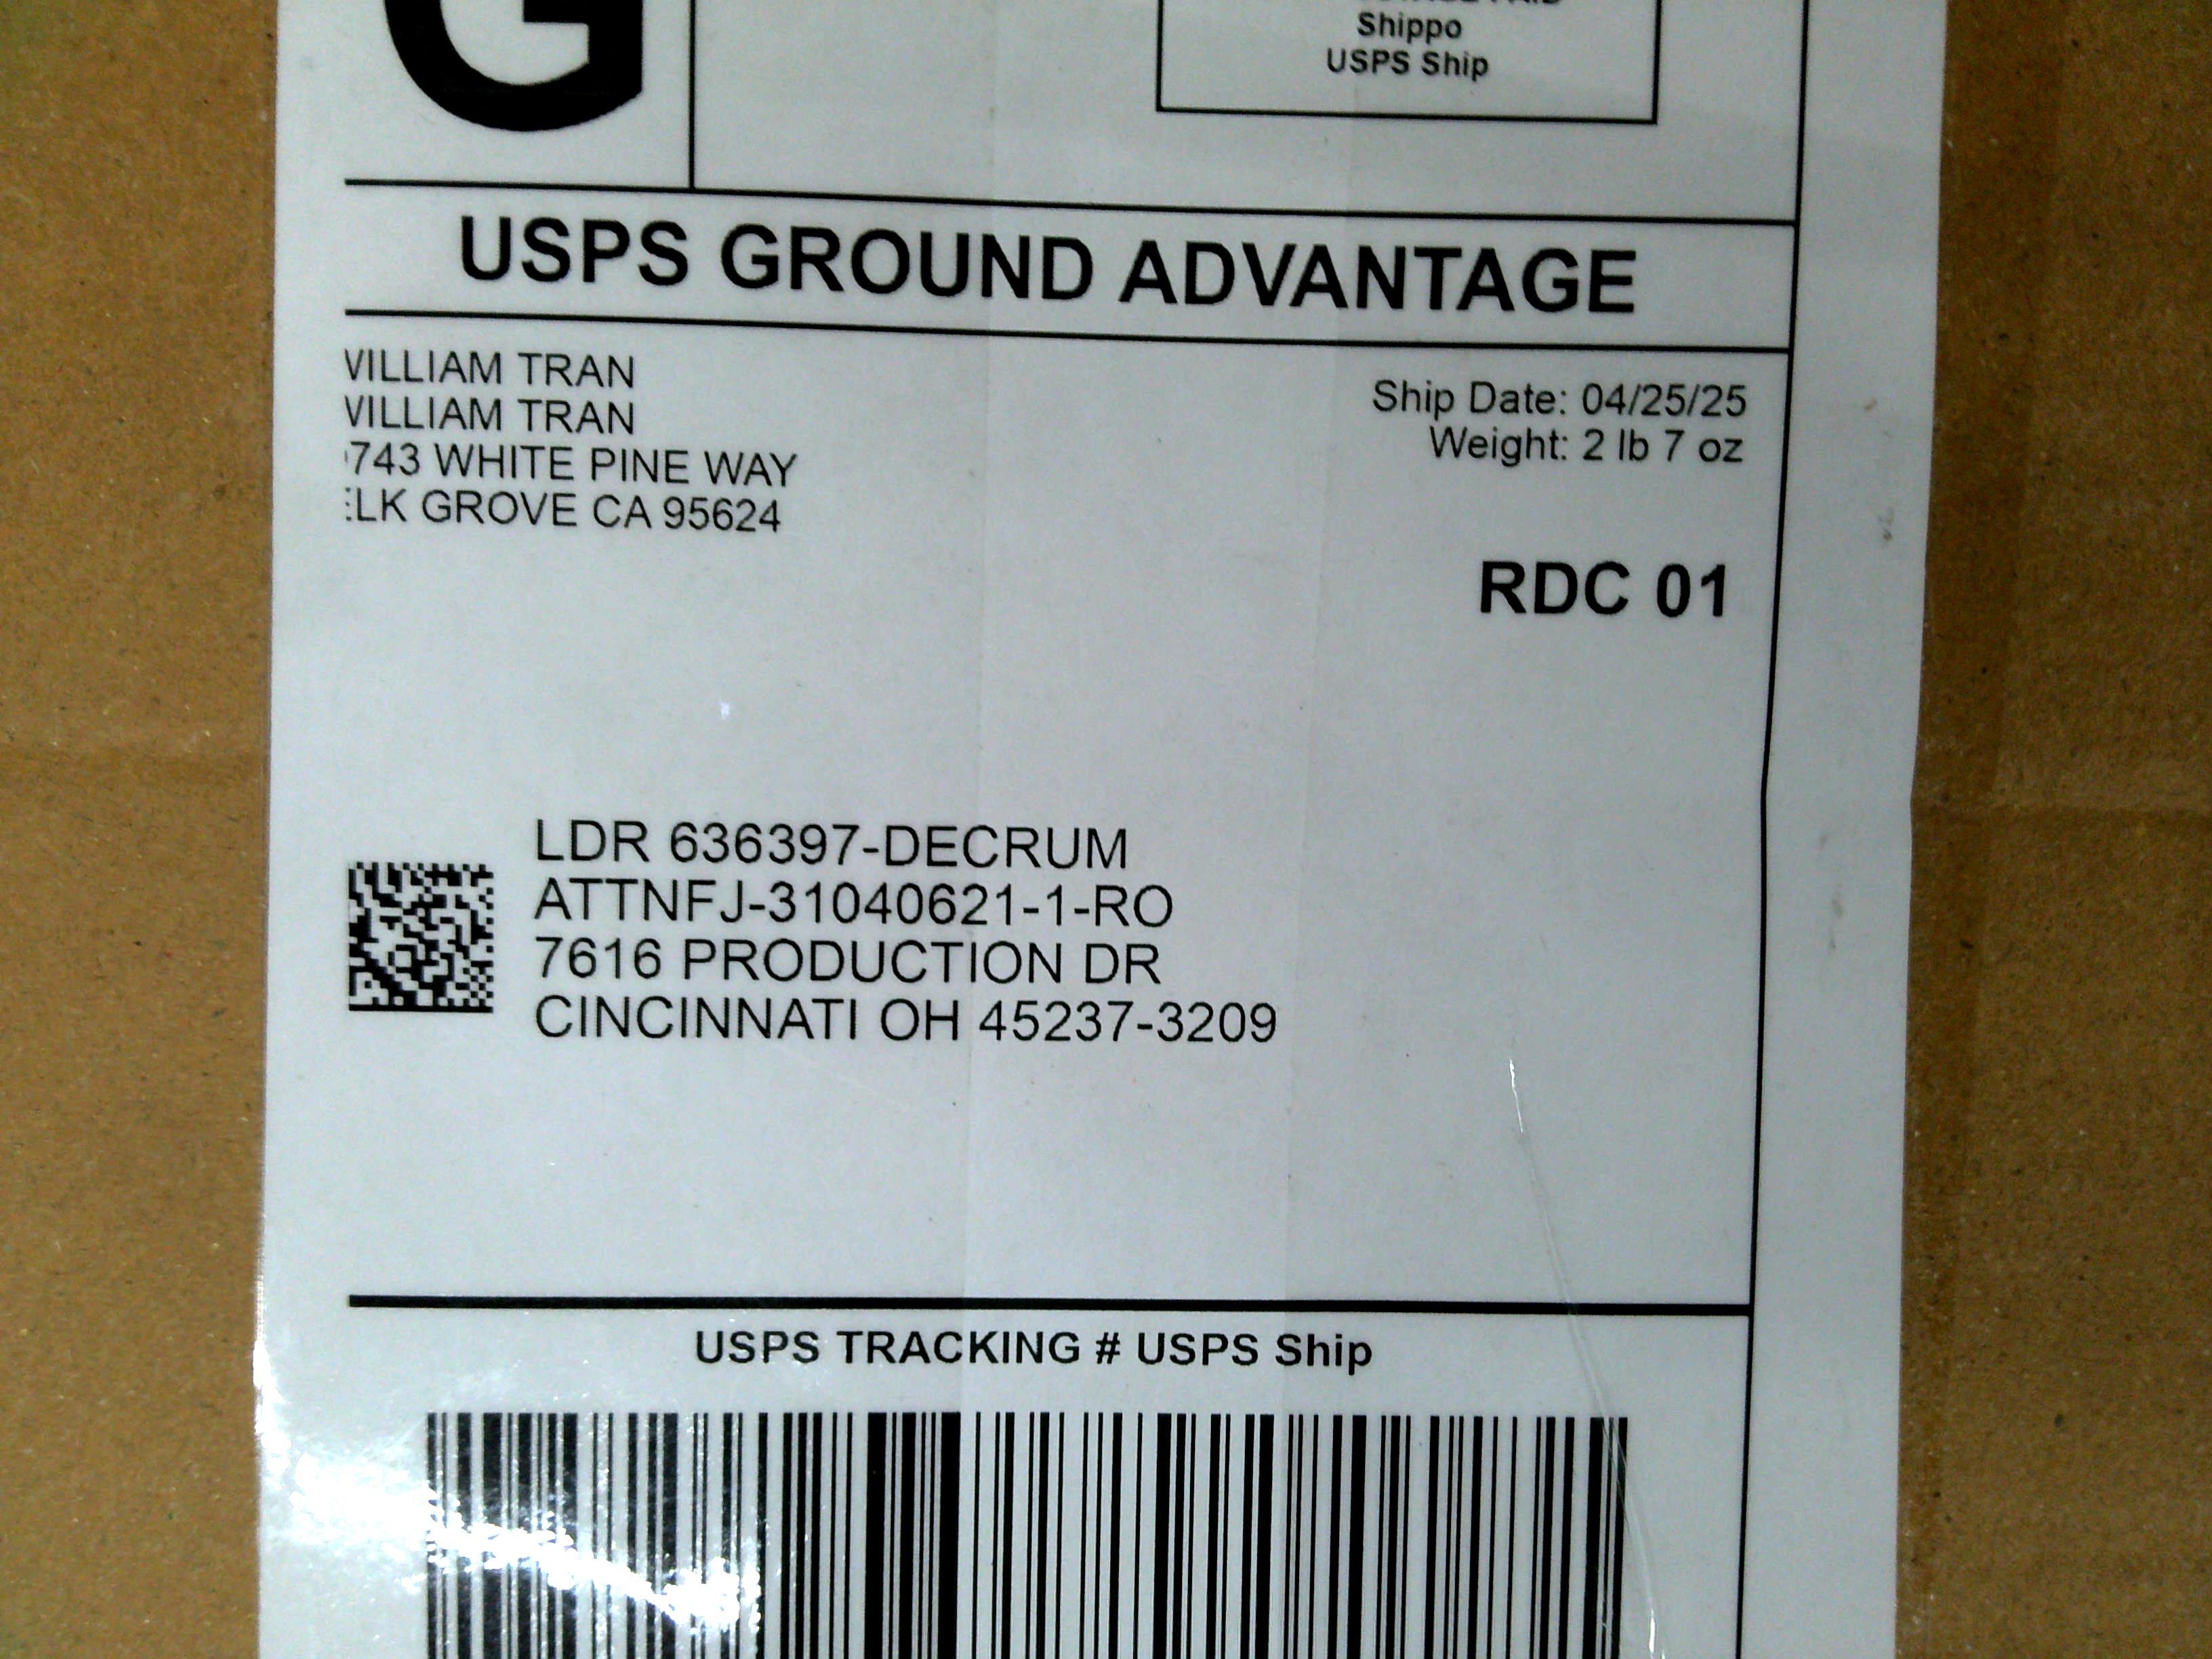 G
Shippo
USPS Ship
USPS GROUND ADVANTAGE
VILLIAM TRAN
VILLIAM TRAN
743 WHITE PINE WAY
LK GROVE CA 95624
Ship Date: 04/25/25
Weight: 2 lb 7 oz
RDC 01
LDR 636397-DECRUM
ATTNFJ-31040621-1-RO
7616 PRODUCTION DR
CINCINNATI OH 45237-3209
USPS TRACKING # USPS Ship